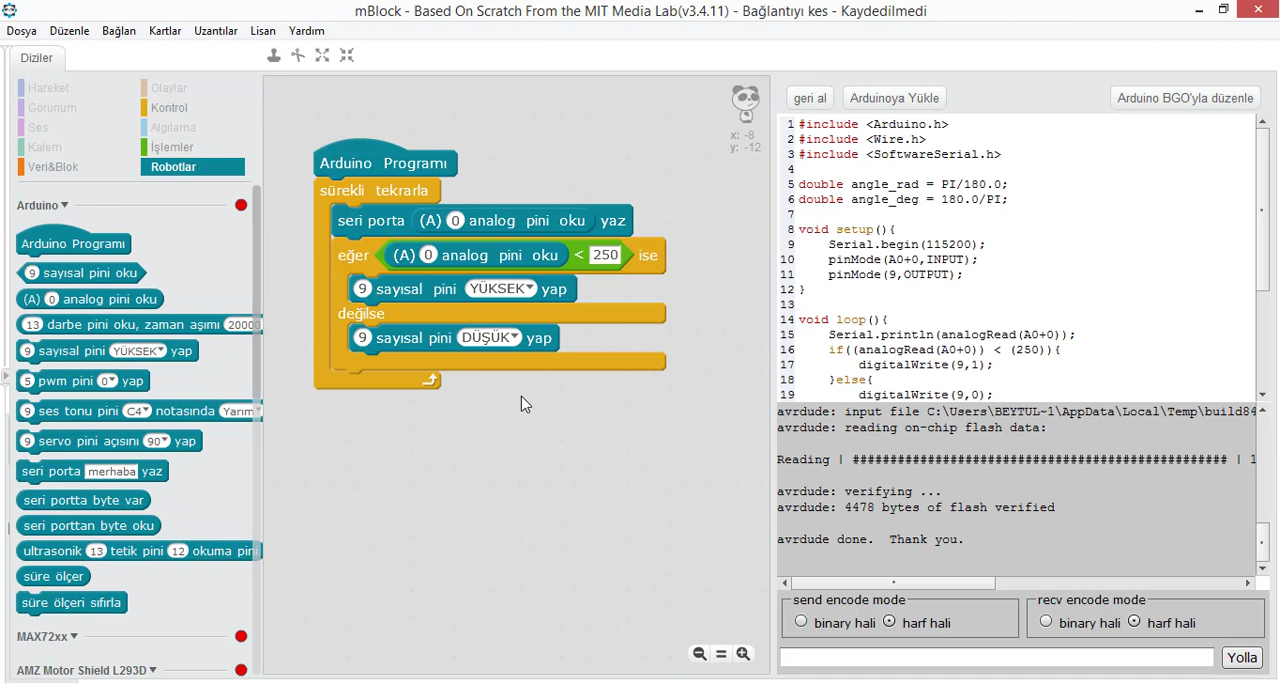 mBlock - Based On Scratch From the MIT Media Lab(v3.4.11) - Bağlantıyı kes - Kaydedilmedi
Dosya Düzenle Bağlan Kartlar Uzantılar Lisan Yardım
Diziler
Hareket Olaylar
Görünüm Kontrol
Ses Algılama
Kalem İşlemler
Veri&Blok Robotlar
Arduino
Arduino Programı
9 sayısal pini oku
(A) 0 analog pini oku
13 darbe pini oku, zaman aşımı 20000
9 sayısal pini YÜKSEK yap
5 pwm pini 0 yap
9 ses tonu pini C4 notasında Yarım
9 servo pini açısını 90 yap
seri porta merhaba yaz
seri portta byte var
seri porttan byte oku
ultrasonik 13 tetik pini 12 okuma pini
süre ölçer
süre ölçeri sıfırla
MAX72xx
AMZ Motor Shield L293D
x: -8
y: -12
Arduino Programı
sürekli tekrarla
seri porta (A) 0 analog pini oku yaz
eğer (A) 0 analog pini oku < 250 ise
9 sayısal pini YÜKSEK yap
değilse
9 sayısal pini DÜŞÜK yap
geri al Arduinoya Yükle Arduino BGO'yla düzenle
1 #include <Arduino.h>
2 #include <Wire.h>
3 #include <SoftwareSerial.h>
4
5 double angle_rad = PI/180.0;
6 double angle_deg = 180.0/PI;
7
8 void setup(){
9 Serial.begin(115200);
10 pinMode(A0+0,INPUT);
11 pinMode(9,OUTPUT);
12 }
13
14 void loop(){
15 Serial.println(analogRead(A0+0));
16 if((analogRead(A0+0)) < (250)){
17 digitalWrite(9,1);
18 }else{
19 digitalWrite(9,0);
avrdude: input file C:\Users\BEYTUL~1\AppData\Local\Temp\build84
avrdude: reading on-chip flash data:
Reading | ################################################## | 1
avrdude: verifying ...
avrdude: 4478 bytes of flash verified
avrdude done.  Thank you.
send encode mode recv encode mode
binary hali harf hali binary hali harf hali
Yolla